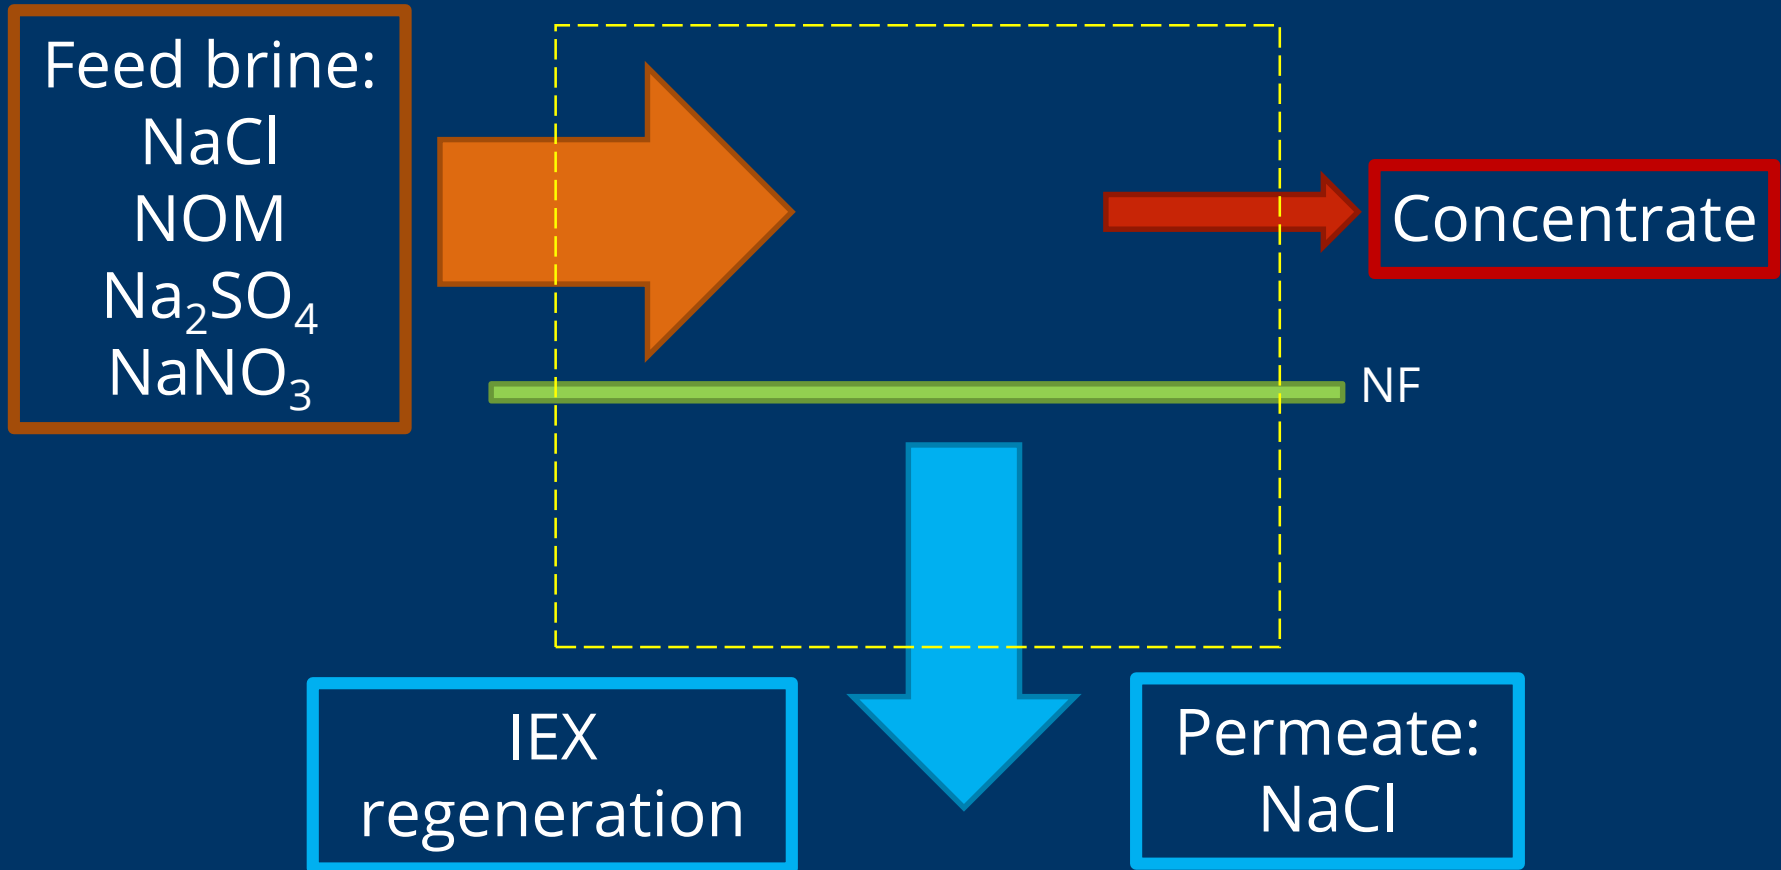 Feed brine:
NaCl
NOM
Na₂SO₄
NaNO₃
Concentrate
NF
IEX
regeneration
Permeate:
NaCl